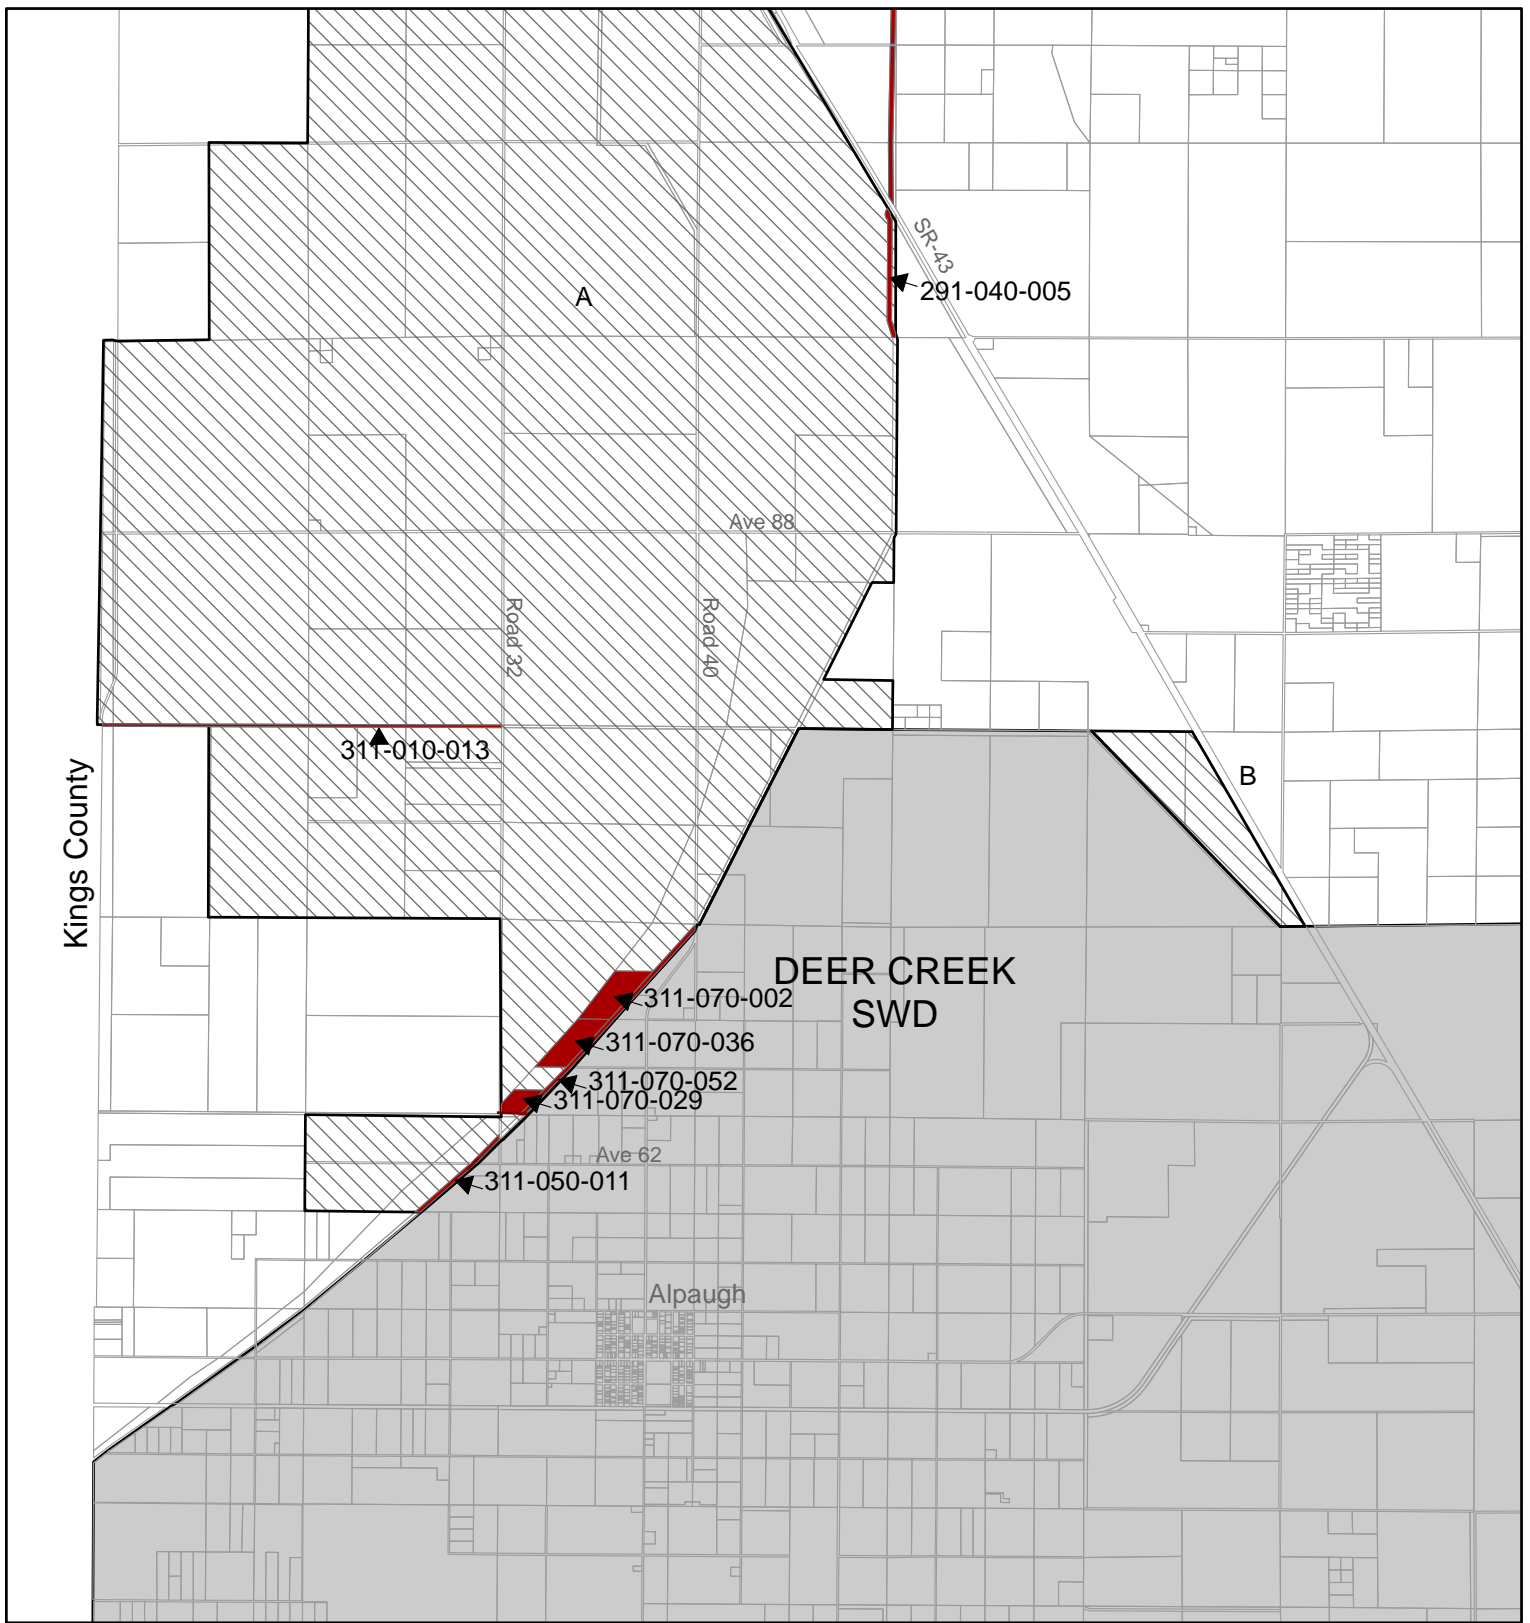 SR-43
A
291-040-005
Ave 88
Road 32
Road 40
311-010-013
B
Kings County
DEER CREEK
SWD
311-070-002
311-070-036
311-070-052
311-070-029
Ave 62
311-050-011
Alpaugh